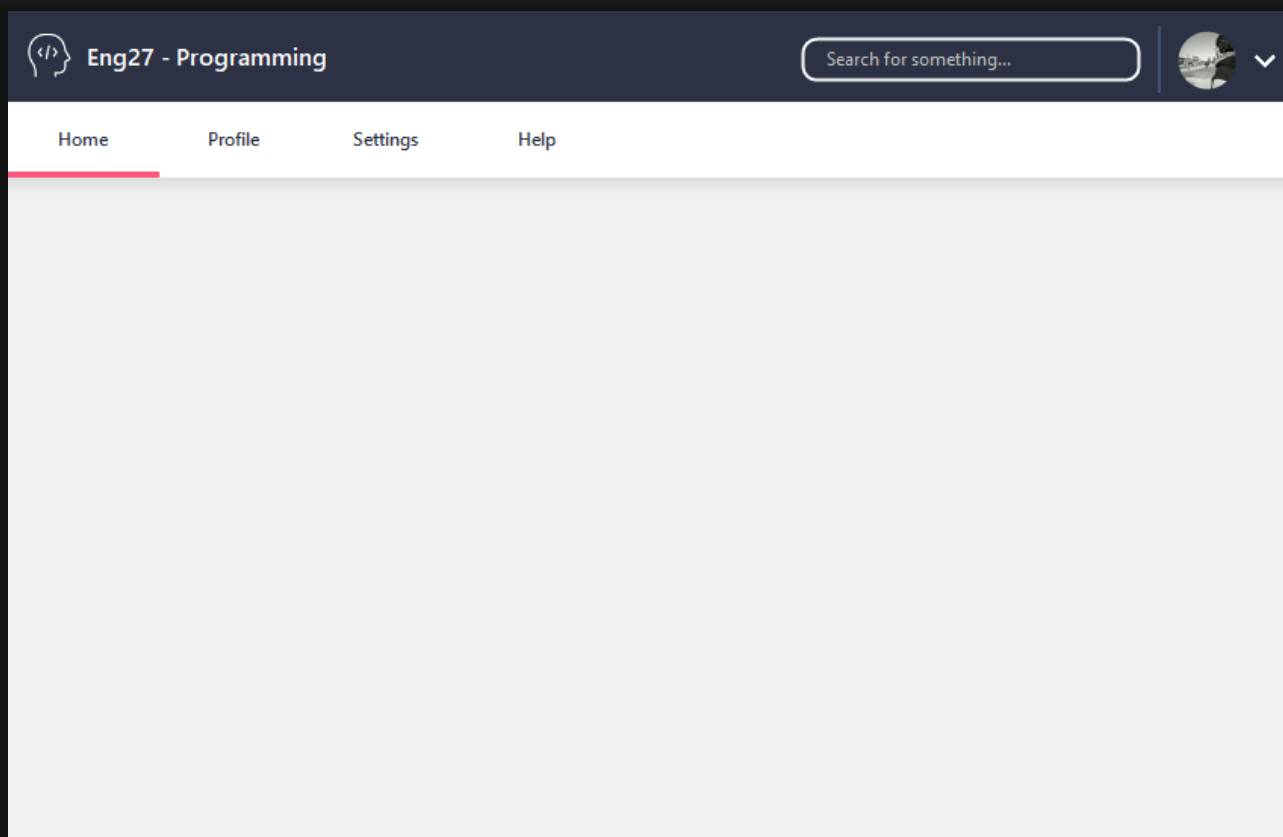 </> Eng27 - Programming
Search for something...
Home Profile Settings Help